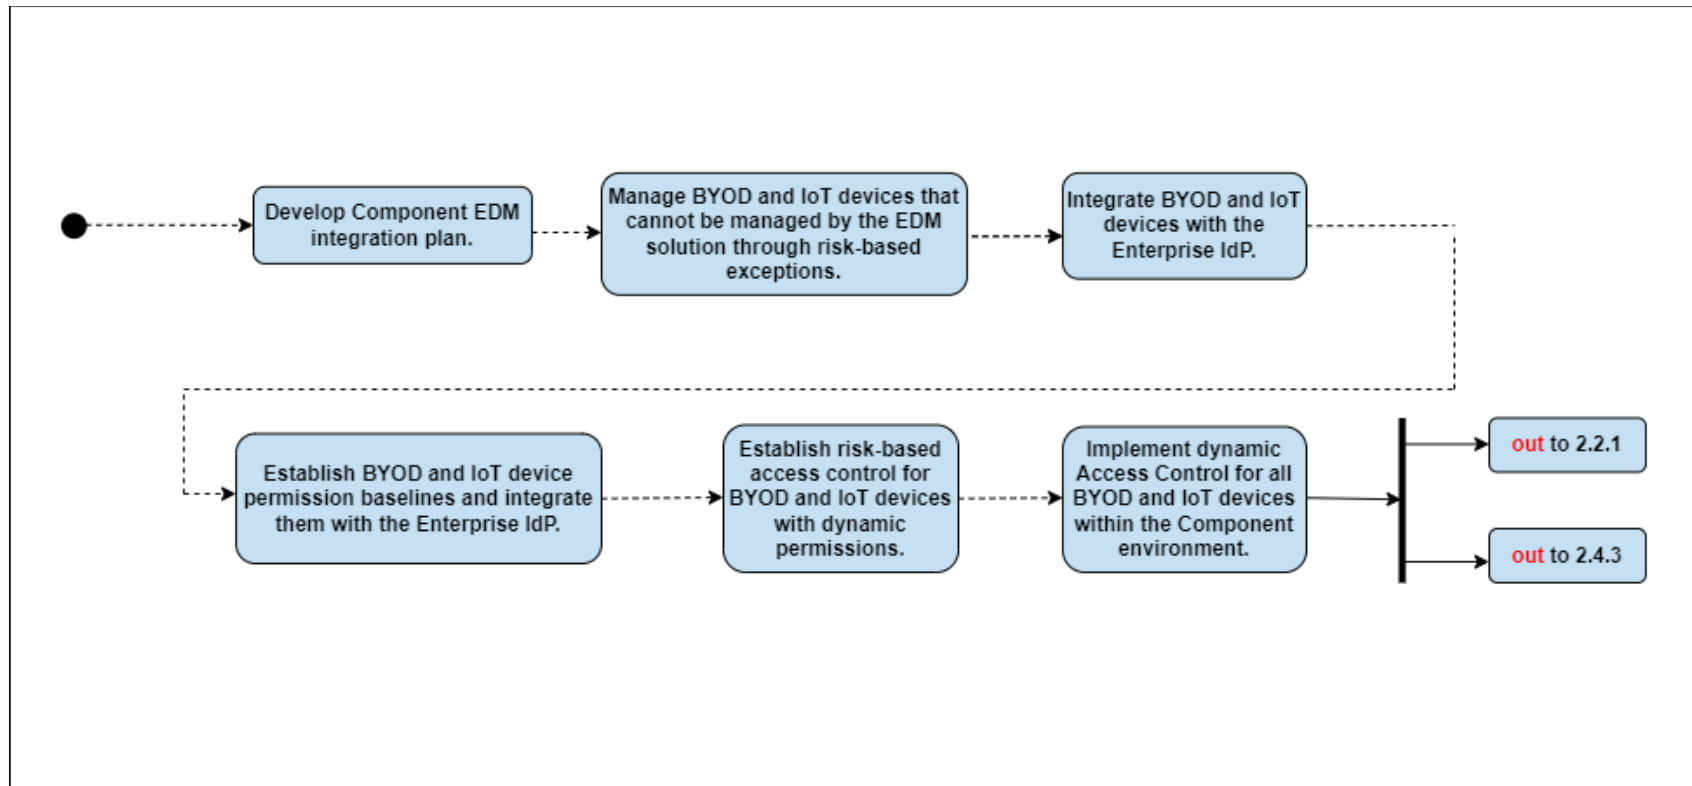 Develop Component EDM
integration plan.
Manage BYOD and IoT devices that
cannot be managed by the EDM
solution through risk-based
exceptions.
Integrate BYOD and IoT
devices with the
Enterprise IdP.
Establish BYOD and IoT device
permission baselines and integrate
them with the Enterprise IdP.
Establish risk-based
access control for
BYOD and IoT devices
with dynamic
permissions.
Implement dynamic
Access Control for all
BYOD and IoT devices
within the Component
environment.
out to 2.2.1
out to 2.4.3